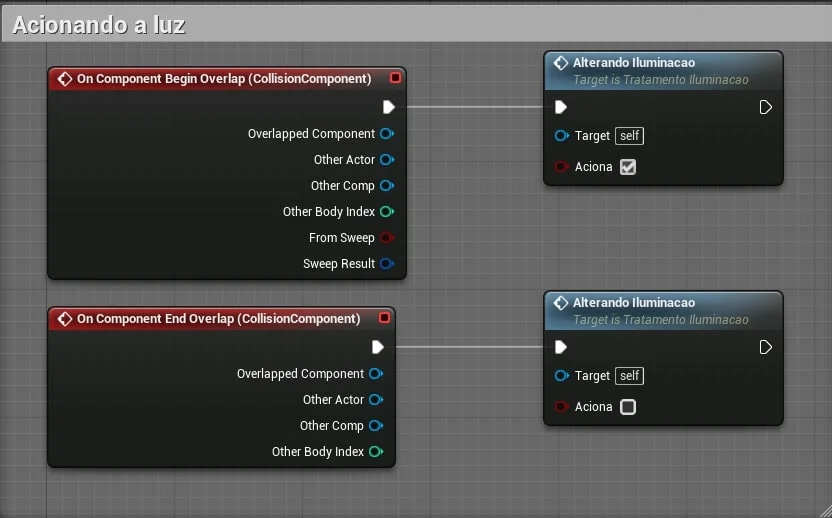 Acionando a luz
On Component Begin Overlap (CollisionComponent)
Overlapped Component
Other Actor
Other Comp
Other Body Index
From Sweep
Sweep Result
Alterando Iluminacao
Target is Tratamento Iluminacao
Target self
Aciona
On Component End Overlap (CollisionComponent)
Overlapped Component
Other Actor
Other Comp
Other Body Index
Alterando Iluminacao
Target is Tratamento Iluminacao
Target self
Aciona